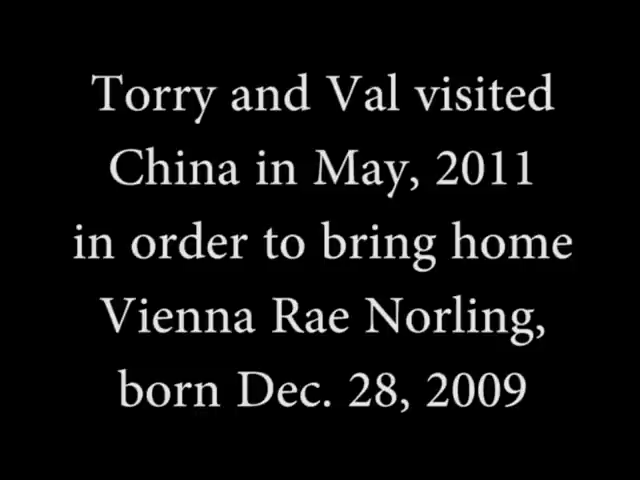 Torry and Val visited
China in May, 2011
in order to bring home
Vienna Rae Norling,
born Dec. 28, 2009